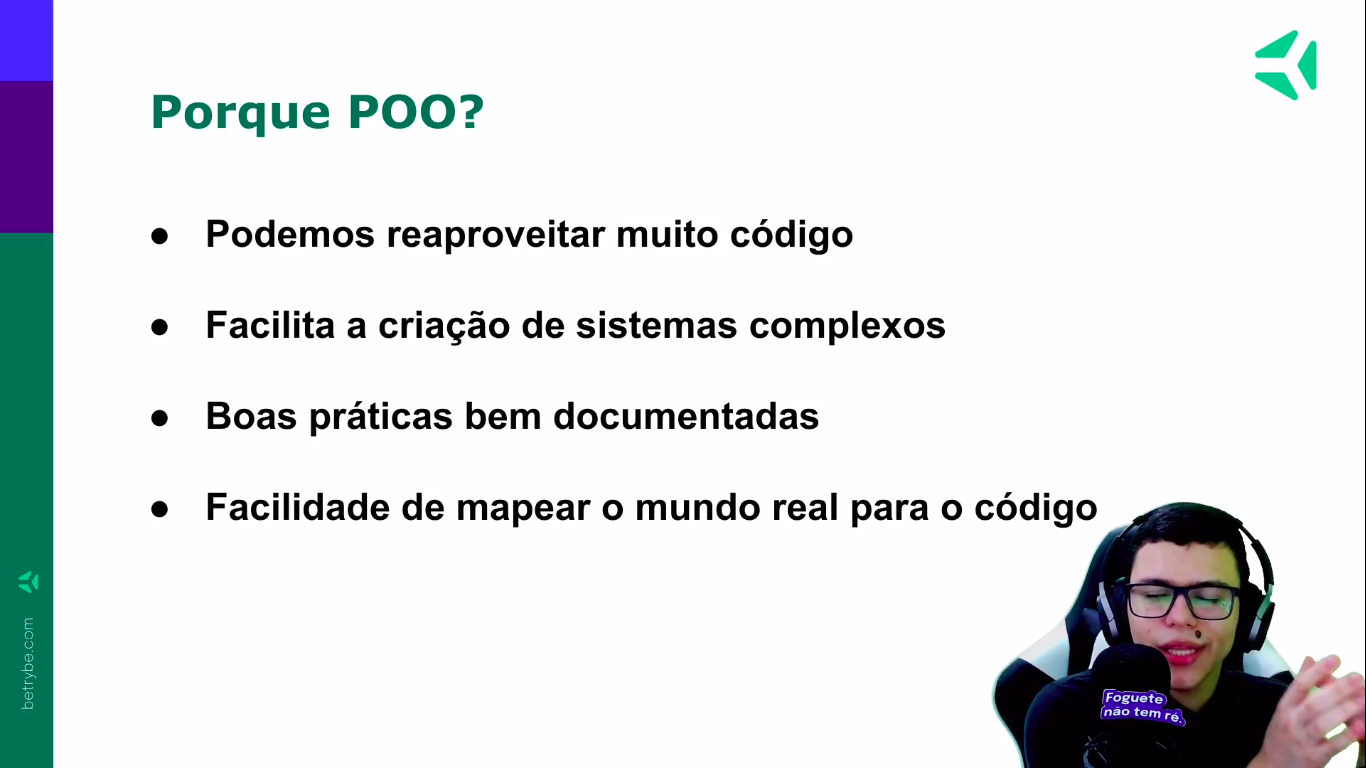 Porque POO?
● Podemos reaproveitar muito código
● Facilita a criação de sistemas complexos
● Boas práticas bem documentadas
● Facilidade de mapear o mundo real para o código
betrybe.com
Foguete
não tem ré.